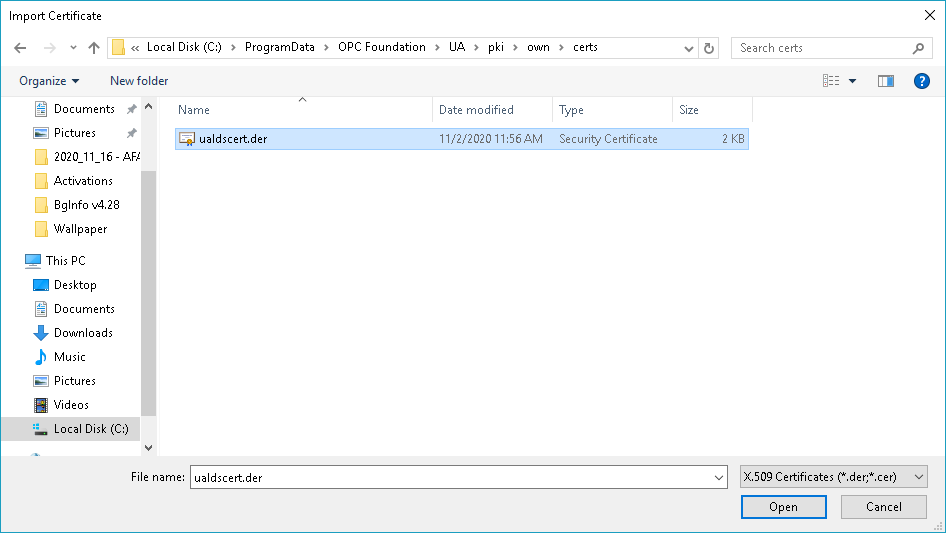 Import Certificate
« Local Disk (C:) > ProgramData > OPC Foundation > UA > pki > own > certs
Search certs
Organize
New folder
?
Name
Date modified
Type
Size
Documents
Pictures
2020_11_16 - AFA
Activations
BgInfo v4.28
Wallpaper
This PC
Desktop
Documents
Downloads
Music
Pictures
Videos
Local Disk (C:)
ualdscert.der 11/2/2020 11:56 AM Security Certificate 2 KB
File name: ualdscert.der
X.509 Certificates (*.der;*.cer)
Open
Cancel